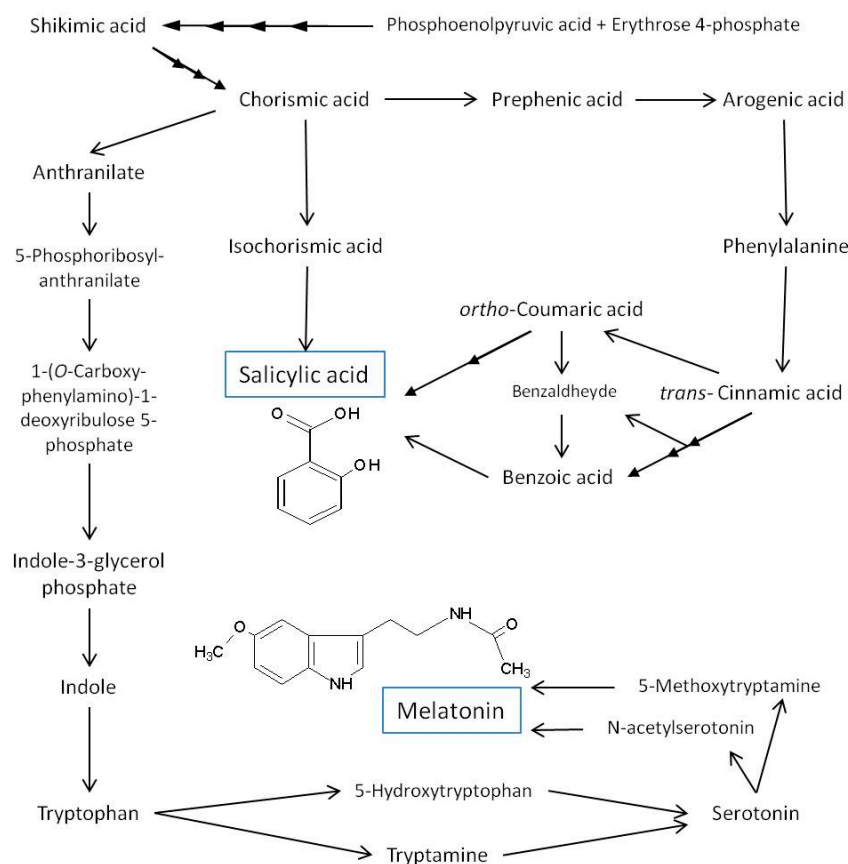 Shikimic acid
Phosphoenolpyruvic acid + Erythrose 4-phosphate
Chorismic acid
Prephenic acid
Arogenic acid
Anthranilate
5-Phosphoribosyl-
anthranilate
Isochorismic acid
Phenylalanine
ortho-Coumaric acid
Salicylic acid
1-(O-Carboxy-
phenylamino)-1-
deoxyribulose 5-
phosphate
Benzaldheyde
trans- Cinnamic acid
O
OH
OH
Benzoic acid
Indole-3-glycerol
phosphate
O
H₃C
NH
O
CH₃
NH
Indole
Melatonin
5-Methoxytryptamine
N-acetylserotonin
5-Hydroxytryptophan
Tryptophan
Serotonin
Tryptamine